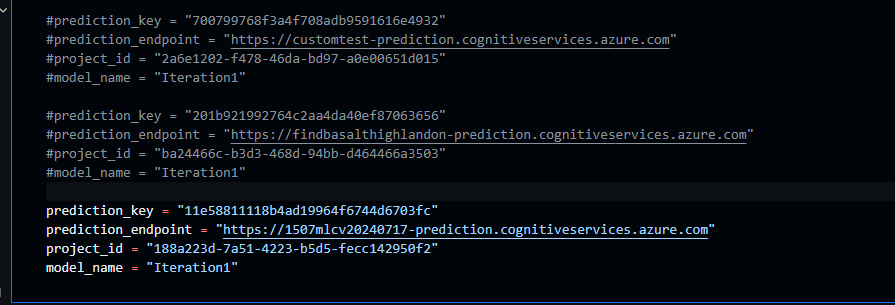 #prediction_key = "700799768f3a4f708adb9591616e4932"
#prediction_endpoint = "https://customtest-prediction.cognitiveservices.azure.com"
#project_id = "2a6e1202-f478-46da-bd97-a0e00651d015"
#model_name = "Iteration1"
#prediction_key = "201b921992764c2aa4da40ef87063656"
#prediction_endpoint = "https://findbasalthighlandon-prediction.cognitiveservices.azure.com"
#project_id = "ba24466c-b3d3-468d-94bb-d464466a3503"
#model_name = "Iteration1"
prediction_key = "11e58811118b4ad19964f6744d6703fc"
prediction_endpoint = "https://1507mlcv20240717-prediction.cognitiveservices.azure.com"
project_id = "188a223d-7a51-4223-b5d5-fecc142950f2"
model_name = "Iteration1"